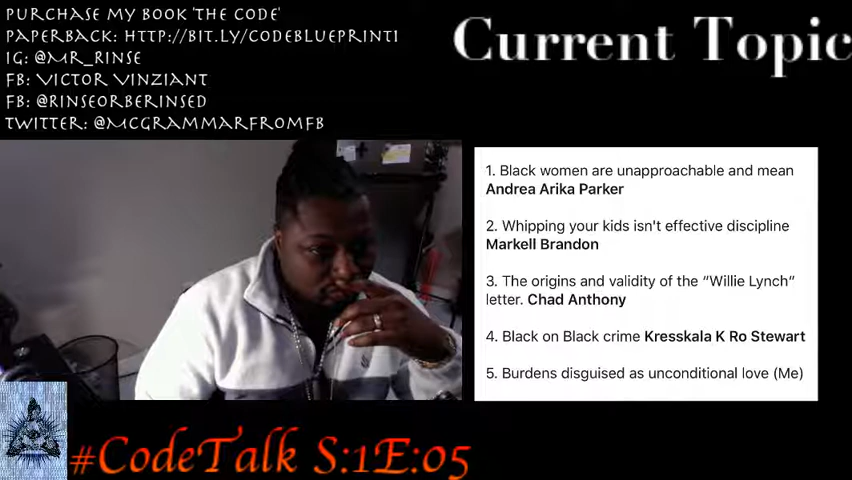 PURCHASE MY BOOK 'THE CODE'
PAPERBACK: HTTP://BIT.LY/CODEBLUEPRINT1
IG: @MR_RINSE
FB: VICTOR VINZIANT
FB: @RINSEORBERINSED
TWITTER: @MCGRAMMARFROMFB
Current Topic
1. Black women are unapproachable and mean
Andrea Arika Parker
2. Whipping your kids isn't effective discipline
Markell Brandon
3. The origins and validity of the “Willie Lynch”
letter. Chad Anthony
4. Black on Black crime Kresskala K Ro Stewart
5. Burdens disguised as unconditional love (Me)
#CodeTalk S:1E:05